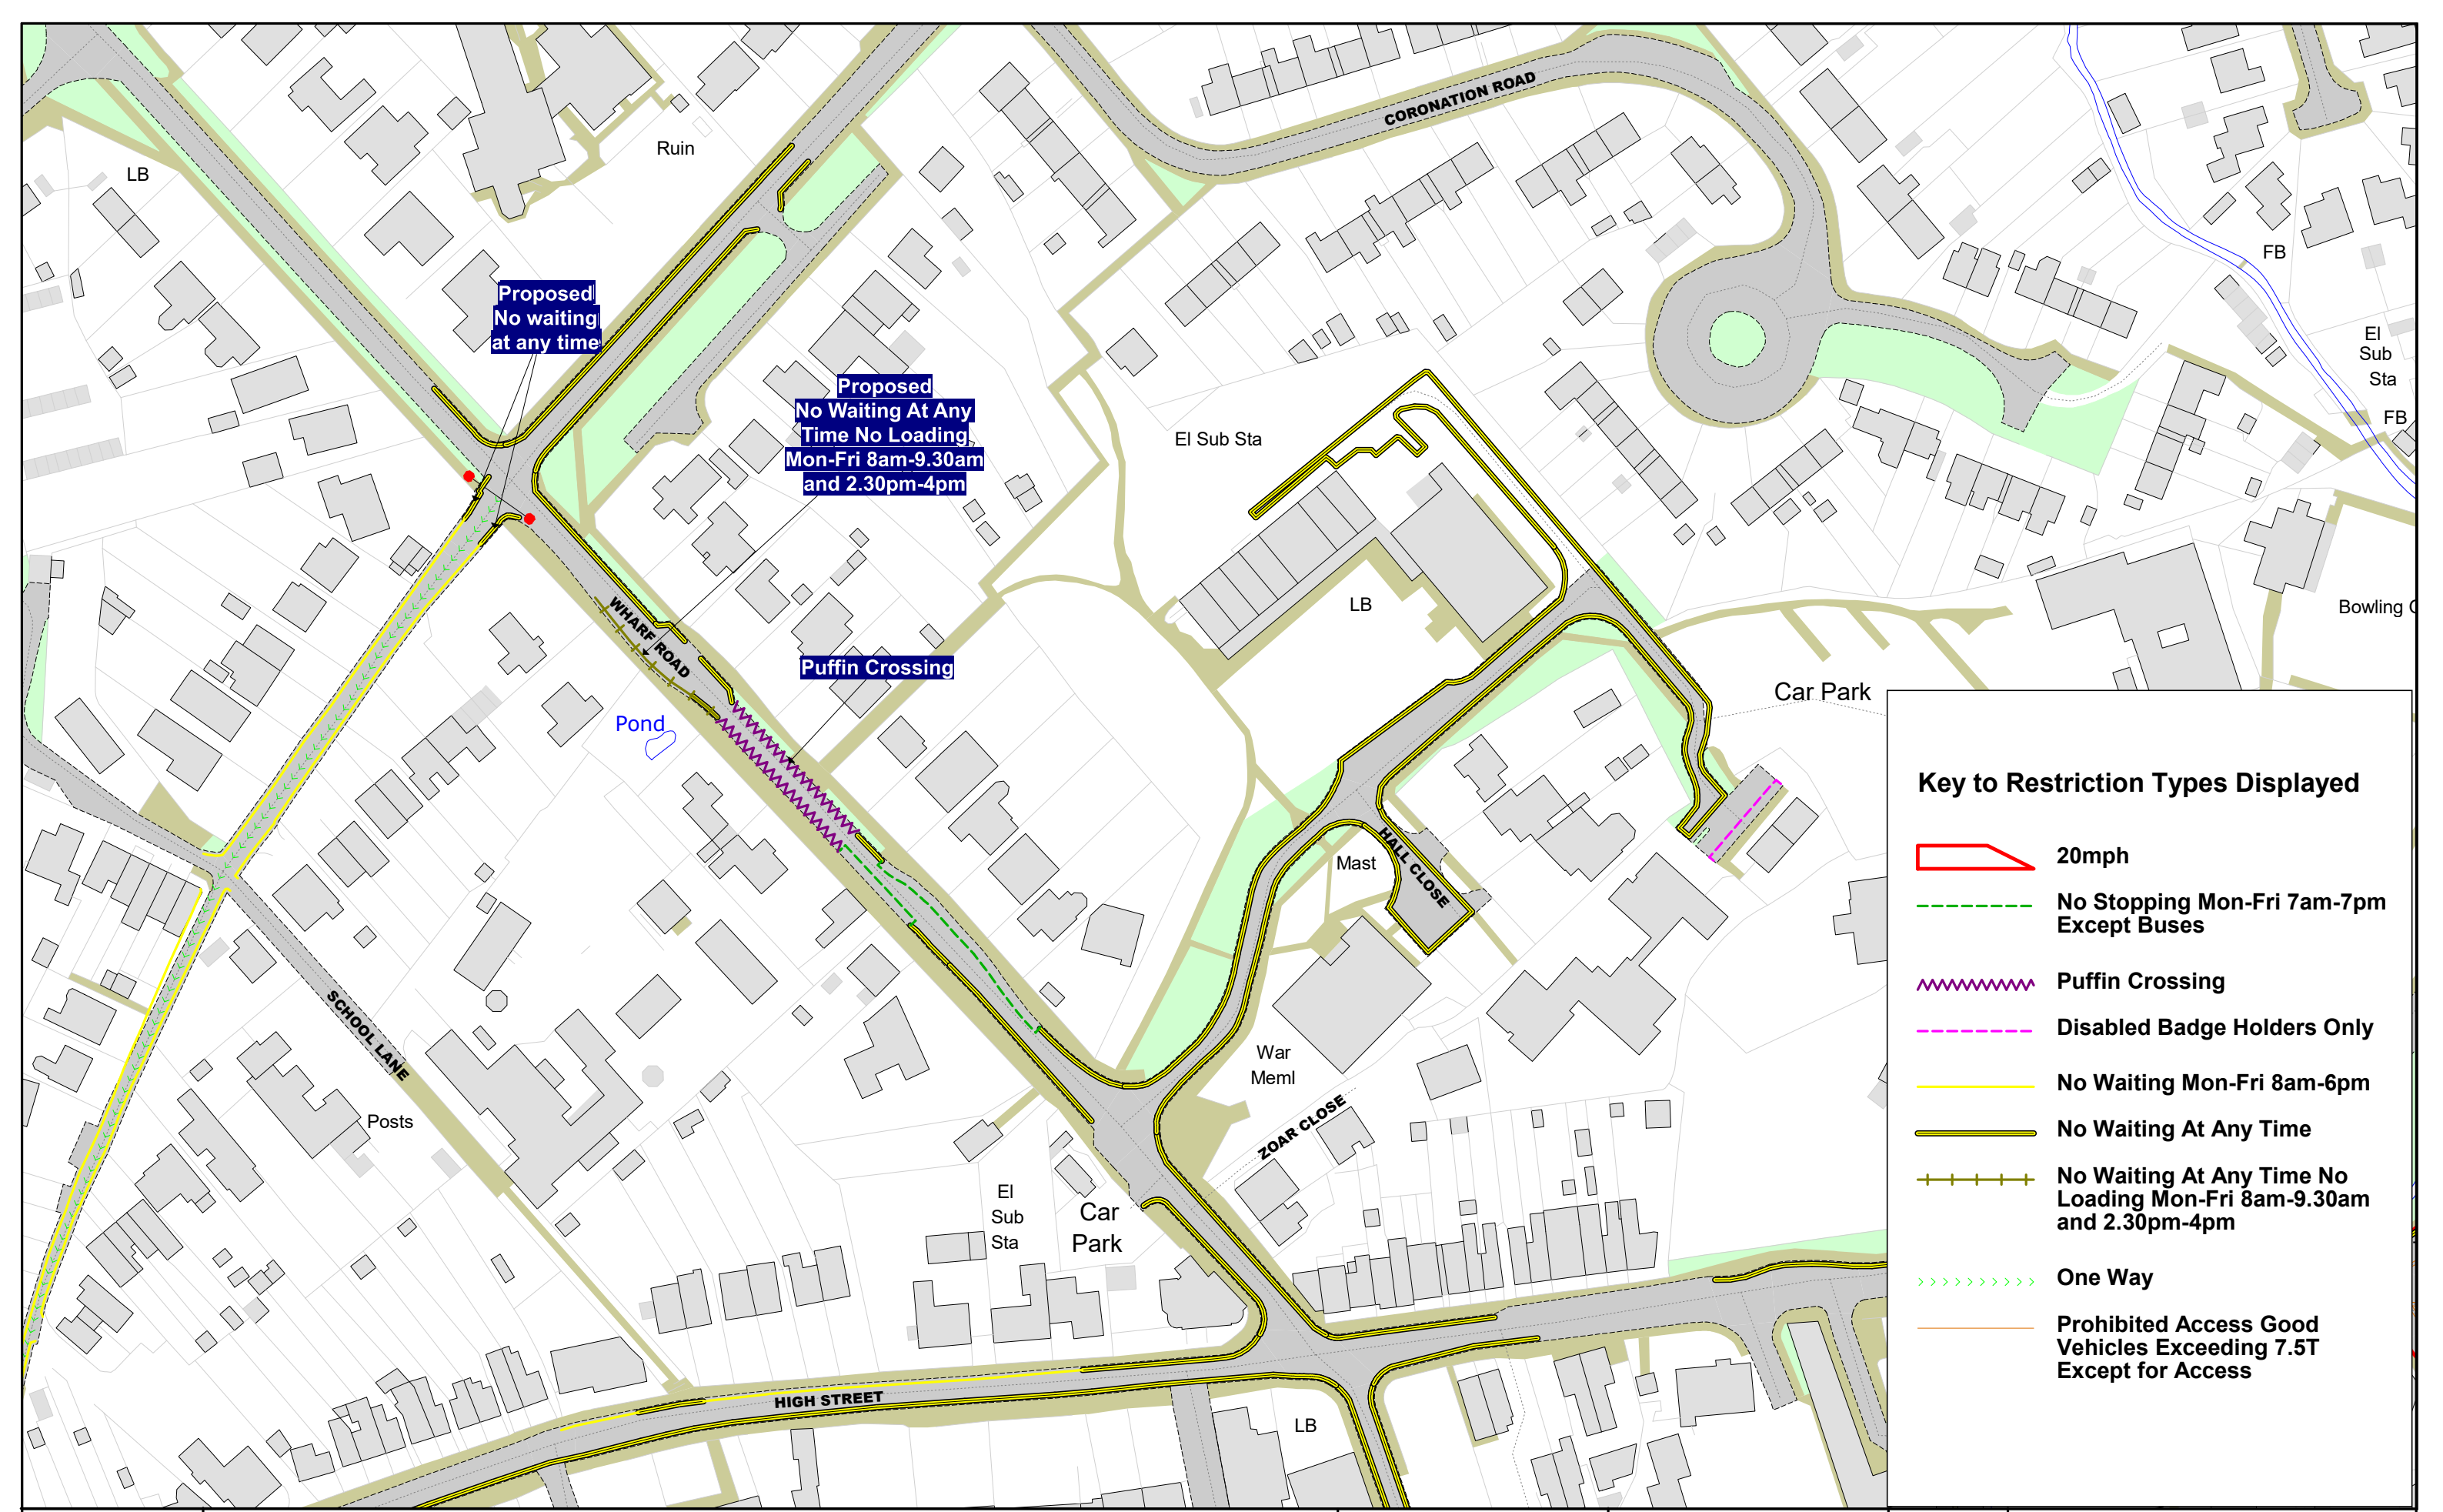 CORONATION ROAD
Ruin
LB
FB
Proposed
No waiting
at any time
El
Sub
Sta
Proposed
No Waiting At Any
Time No Loading
Mon-Fri 8am-9.30am
and 2.30pm-4pm
FB
El Sub Sta
LB
Bowling
WHARF ROAD
Puffin Crossing
Car Park
Pond
Mast
HALL CLOSE
SCHOOL LANE
War
Meml
Posts
ZOAR CLOSE
El
Sub
Sta
Car
Park
HIGH STREET
LB
Key to Restriction Types Displayed
20mph
No Stopping Mon-Fri 7am-7pm
Except Buses
Puffin Crossing
Disabled Badge Holders Only
No Waiting Mon-Fri 8am-6pm
No Waiting At Any Time
No Waiting At Any Time No
Loading Mon-Fri 8am-9.30am
and 2.30pm-4pm
One Way
Prohibited Access Good
Vehicles Exceeding 7.5T
Except for Access